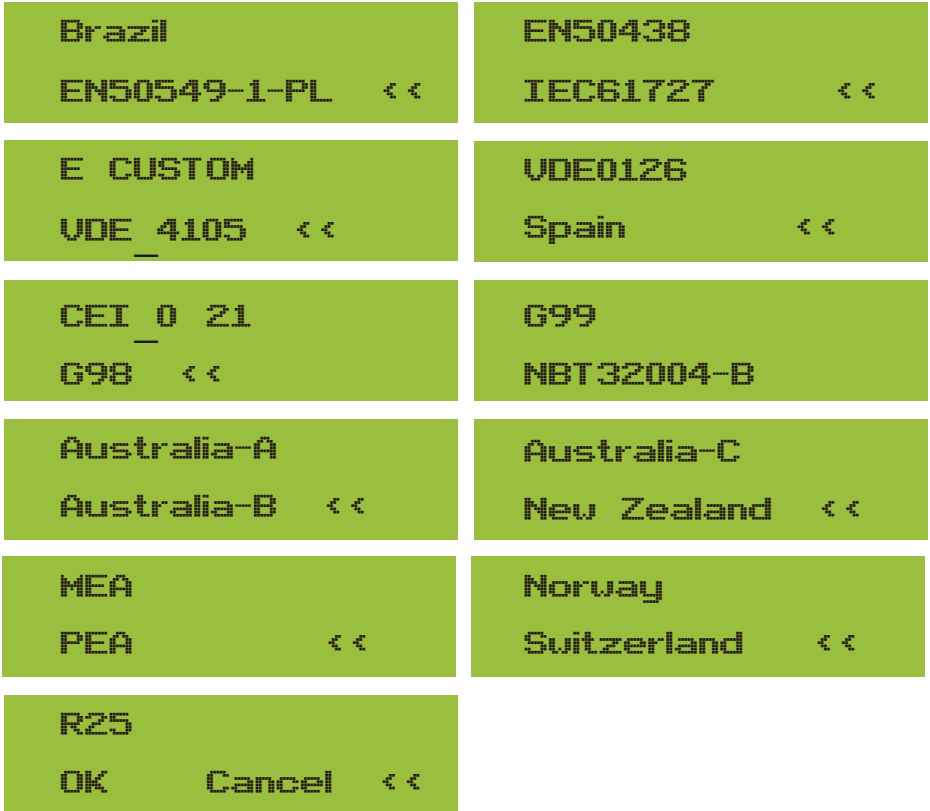 Brazil
EN50549-1-PL <<
EN50438
IEC61727 <<
E CUSTOM
VDE_4105 <<
VDE0126
Spain <<
CEI_0 21
G98 <<
G99
NBT32004-B
Australia-A
Australia-B <<
Australia-C
New Zealand <<
MEA
PEA <<
Norway
Switzerland <<
R25
OK Cancel <<